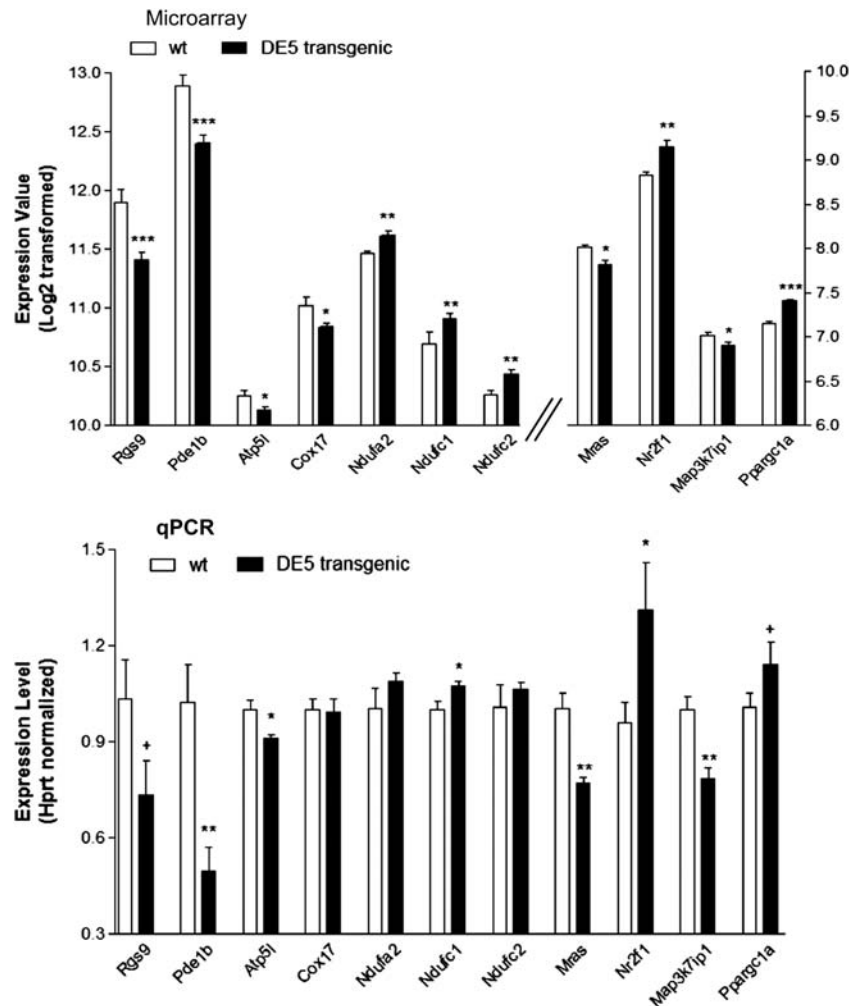 Microarray
wt DE5 transgenic
Expression Value
(Log2 transformed)
13.0
12.5
12.0
11.5
11.0
10.5
10.0
10.0
9.5
9.0
8.5
8.0
7.5
7.0
6.5
6.0
*** *** * * ** ** ** * ** * ***
Rgs9 Pde1b Atp5l Cox17 Ndufa2 Ndufc1 Ndufc2 Mras Nr2f1 Map3k7ip1 Ppargc1a
qPCR
wt DE5 transgenic
Expression Level
(Hprt normalized)
1.5
1.2
0.9
0.6
0.3
+ ** * * ** * ** +
Rgs9 Pde1b Atp5l Cox17 Ndufa2 Ndufc1 Ndufc2 Mras Nr2f1 Map3k7ip1 Ppargc1a